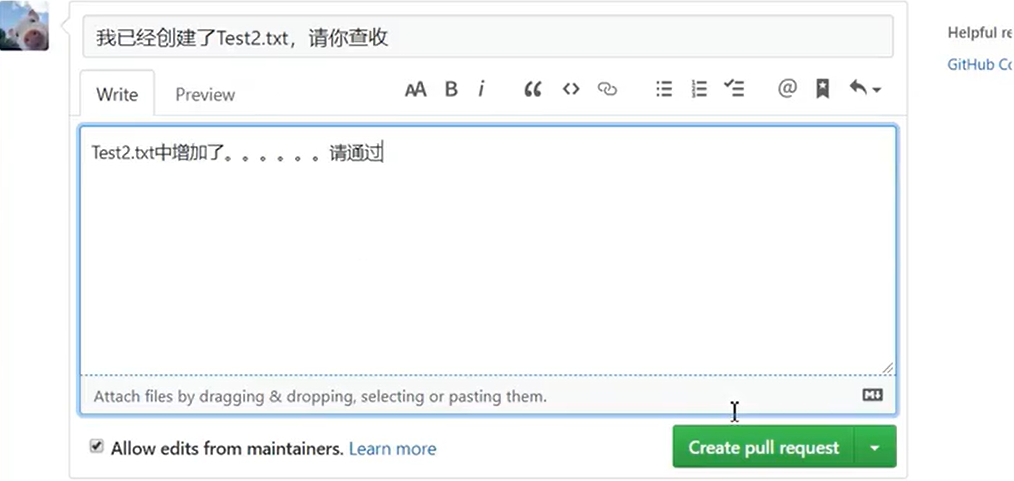 我已经创建了Test2.txt，请你查收
Helpful re
GitHub Co
Write Preview
Test2.txt中增加了。。。。。。请通过
Attach files by dragging & dropping, selecting or pasting them.
Allow edits from maintainers. Learn more
Create pull request